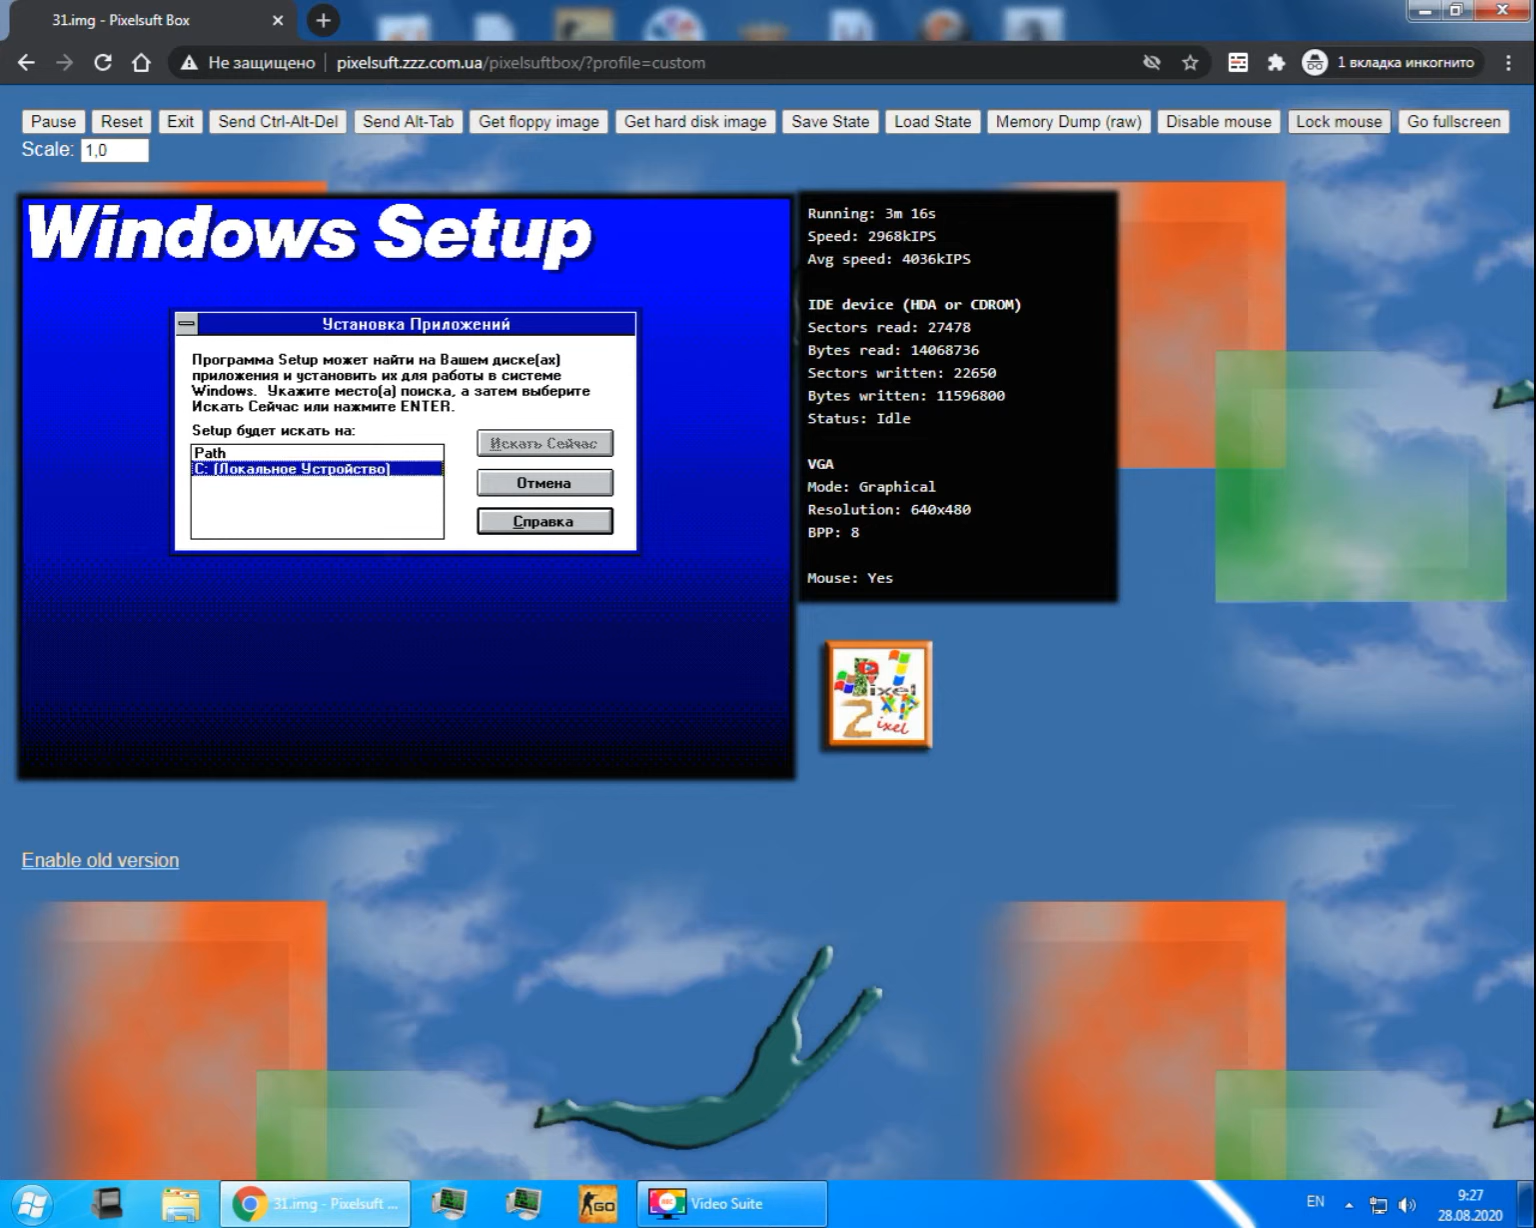 31.img - Pixelsuft Box
Не защищено
pixelsuft.zzz.com.ua/pixelsuftbox/?profile=custom
1 вкладка инкогнито
Pause
Reset
Exit
Send Ctrl-Alt-Del
Send Alt-Tab
Get floppy image
Get hard disk image
Save State
Load State
Memory Dump (raw)
Disable mouse
Lock mouse
Go fullscreen
Scale: 1,0
Windows Setup
Установка Приложений
Программа Setup может найти на Вашем диске(ах)
приложения и установить их для работы в системе
Windows. Укажите место(а) поиска, а затем выберите
Искать Сейчас или нажмите ENTER.
Setup будет искать на:
Path
C: (Локальное Устройство)
Искать Сейчас
Отмена
Справка
Running: 3m 16s
Speed: 2968kIPS
Avg speed: 4036kIPS
IDE device (HDA or CDROM)
Sectors read: 27478
Bytes read: 14068736
Sectors written: 22650
Bytes written: 11596800
Status: Idle
VGA
Mode: Graphical
Resolution: 640x480
BPP: 8
Mouse: Yes
ixel
XP
2ixel
Enable old version
31.img - Pixelsuft ...
GO
REC
Video Suite
EN
9:27
28.08.2020